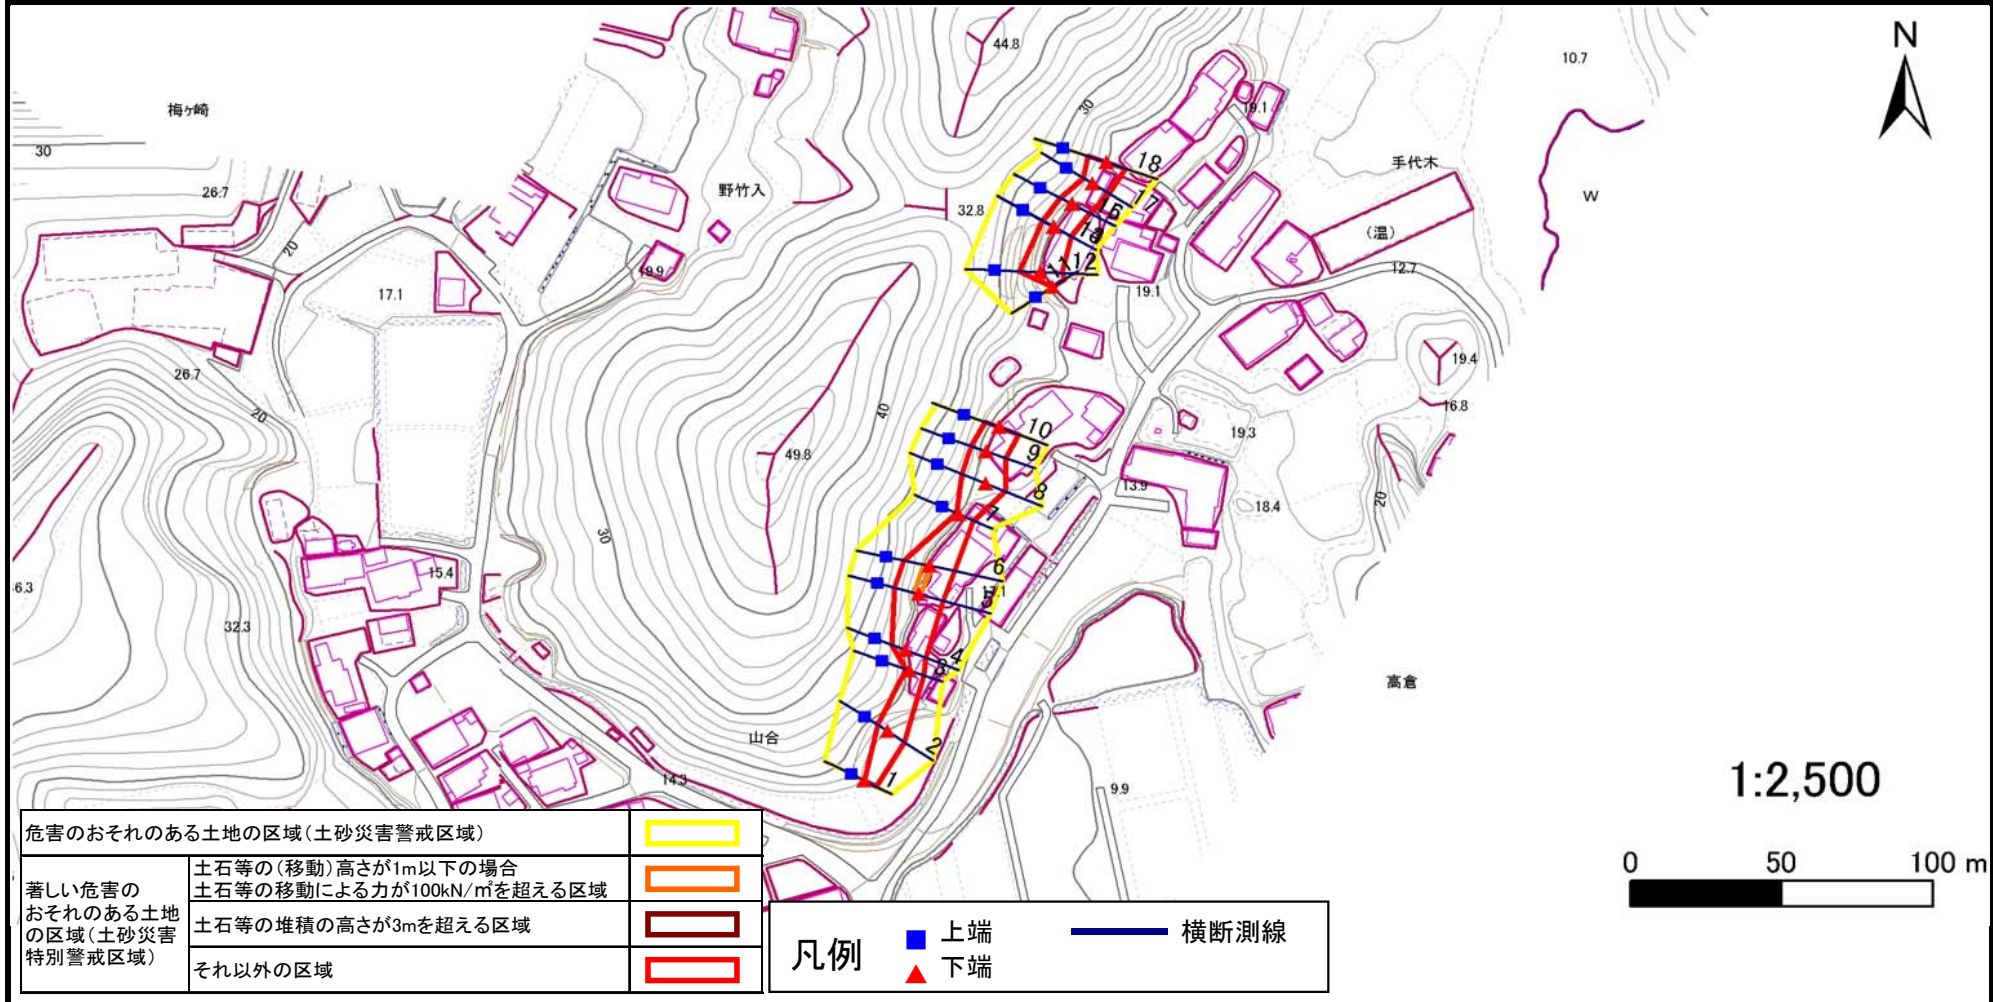 44.8
N
10.7
梅ヶ崎
30
19.1
30
18
手代木
26.7
野竹入
W
17
32.8
15
(温)
20
12
11
19.9
12.7
17.1
19.1
19.4
26.7
40
16.8
20
10
19.3
49.8
9
13.9
8
20
18.4
7
30
6
15.4
6.3
5
32.3
4
3
高倉
山合
2
1:2,500
14.3
1
9.9
危害のおそれのある土地の区域(土砂災害警戒区域)
著しい危害の
おそれのある土地
の区域(土砂災害
特別警戒区域)
土石等の(移動)高さが1m以下の場合
土石等の移動による力が100kN/㎡を超える区域
土石等の堆積の高さが3mを超える区域
それ以外の区域
凡例
上端
下端
横断測線
0 50 100 m